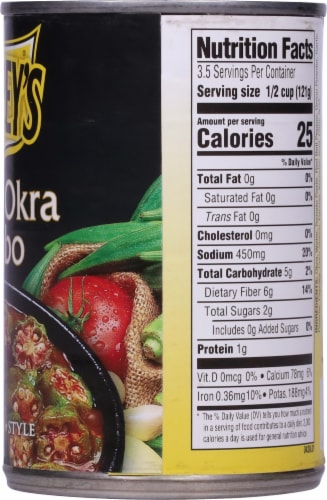 EY'S
Okra
bo
-STYLE
Nutrition Facts
3.5 Servings Per Container
Serving size 1/2 cup (121g)
Amount per serving
Calories 25
% Daily Value*
Total Fat 0g 0%
Saturated Fat 0g 0%
Trans Fat 0g
Cholesterol 0mg 0%
Sodium 450mg 20%
Total Carbohydrate 5g 2%
Dietary Fiber 6g 14%
Total Sugars 2g
Includes 0g Added Sugars 0%
Protein 1g
Vit.D 0mcg 0% • Calcium 78mg 6%
Iron 0.36mg 10% • Potas. 188mg 4%
* The % Daily Value (DV) tells you how much a nutrient
in a serving of food contributes to a daily diet. 2,000
calories a day is used for general nutrition advice.